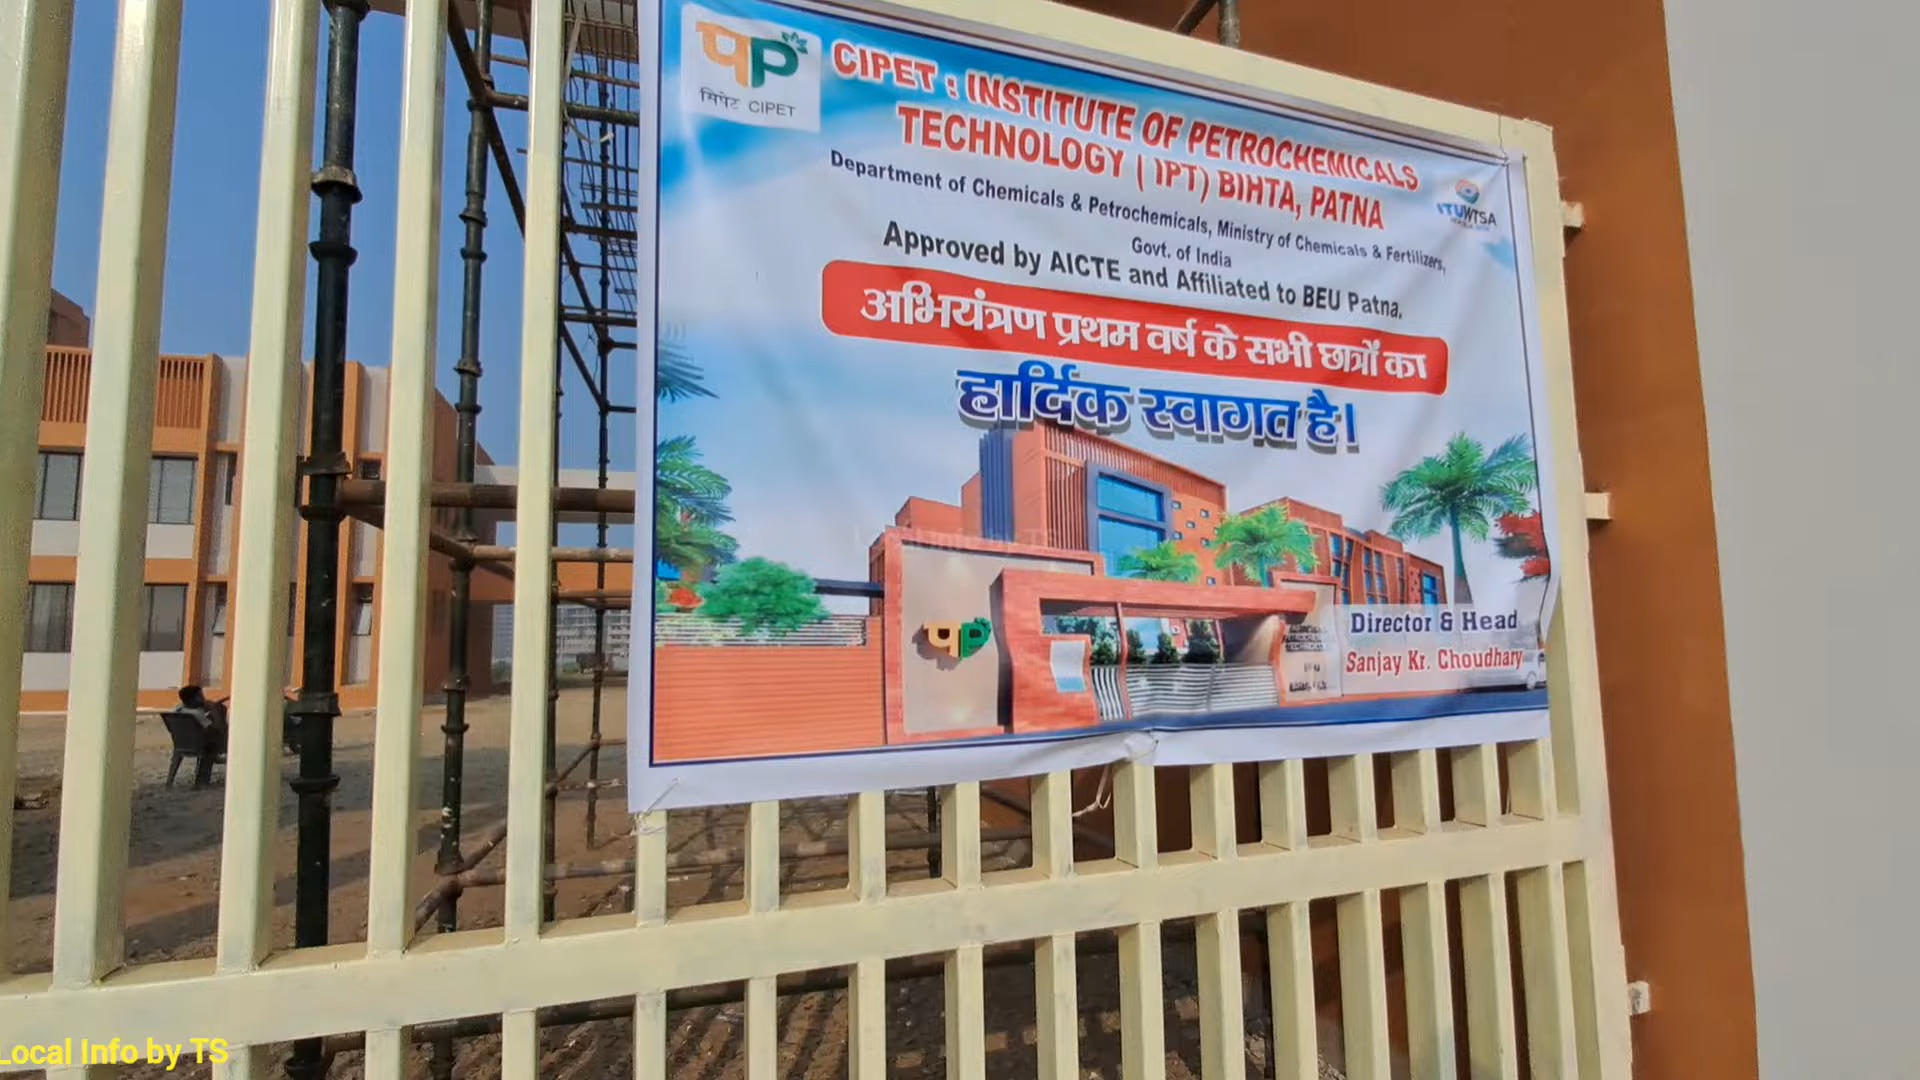 सिपेट CIPET
CIPET : INSTITUTE OF PETROCHEMICALS
TECHNOLOGY ( IPT) BIHTA, PATNA
Department of Chemicals & Petrochemicals, Ministry of Chemicals & Fertilizers,
Govt. of India
ITU WTSA
Approved by AICTE and Affiliated to BEU Patna.
अभियंत्रण प्रथम वर्ष के सभी छात्रों का
हार्दिक स्वागत है।
Director & Head
Sanjay Kr. Choudhary
Local Info by TS